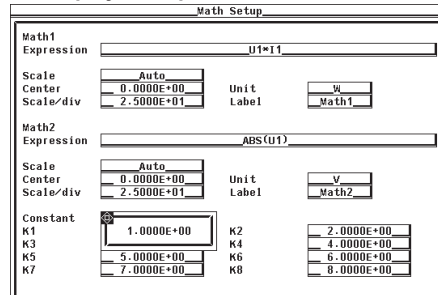 Math Setup
Math1
Expression U1*I1
Scale Auto
Center 0.0000E+00 Unit W
Scale/div 2.5000E+01 Label Math1
Math2
Expression ABS(U1)
Scale Auto
Center 0.0000E+00 Unit V
Scale/div 2.5000E+01 Label Math2
Constant
K1 1.0000E+00 K2 2.0000E+00
K3 K4 4.0000E+00
K5 5.0000E+00 K6 6.0000E+00
K7 7.0000E+00 K8 8.0000E+00